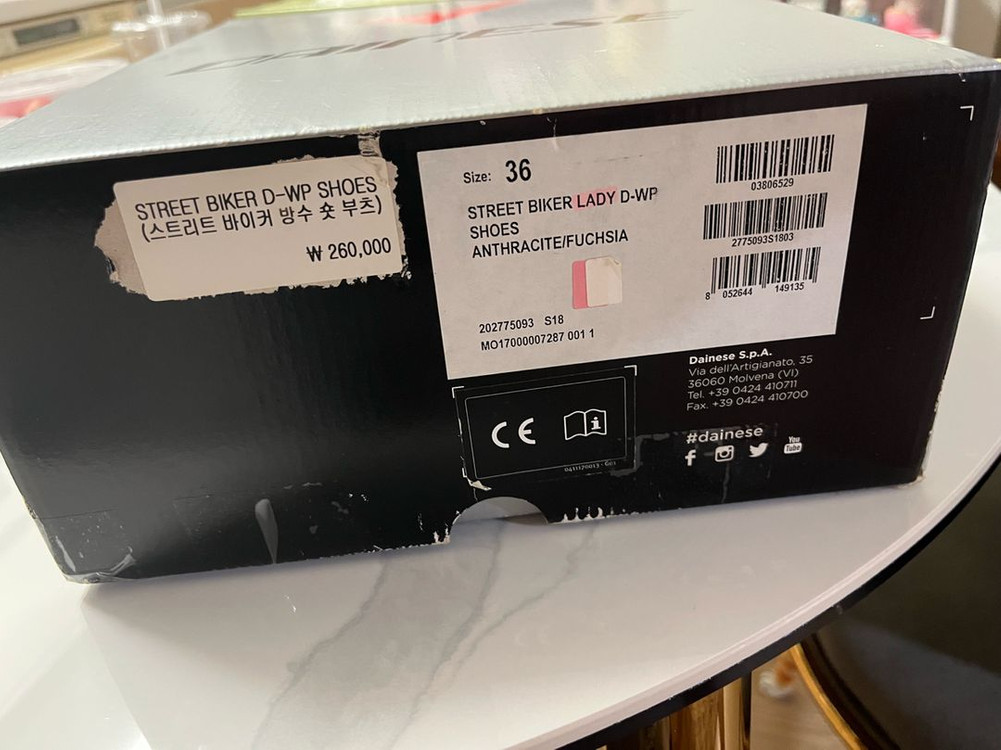 DAINESE
STREET BIKER D-WP SHOES
(스트리트 바이커 방수 숏 부츠)
₩ 260,000
Size: 36
STREET BIKER LADY D-WP
SHOES
ANTHRACITE/FUCHSIA
202775093 S18
MO17000007287 001 1
03806529
2775093S1803
8 052644 149135
Dainese S.p.A.
Via dell'Artigianato, 35
36060 Molvena (VI)
Tel. +39 0424 410711
Fax. +39 0424 410700
CE
i
#dainese
f
You
Tube